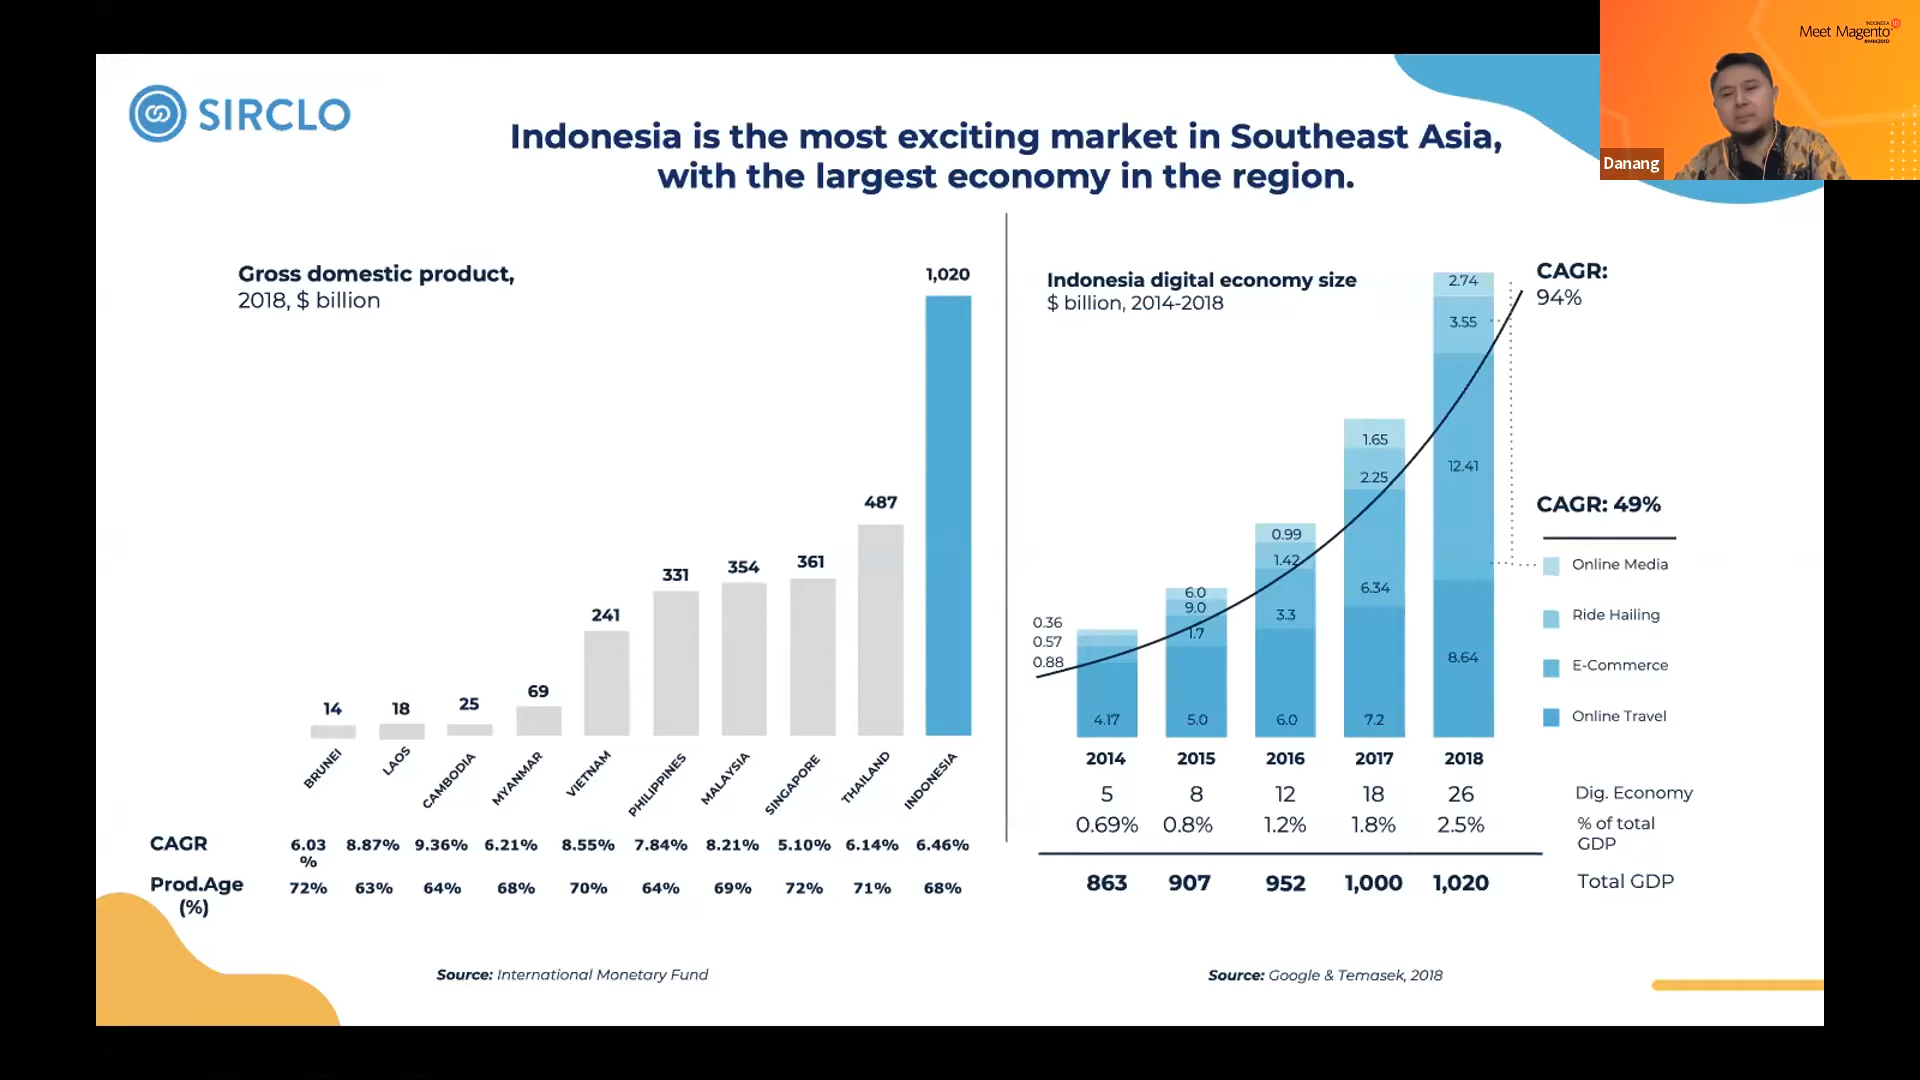 SIRCLO
Indonesia is the most exciting market in Southeast Asia,
with the largest economy in the region.
INDONESIA
Meet Magento
#MM20ID
Danang
Gross domestic product,
2018, $ billion
14
18
25
69
241
331
354
361
487
1,020
BRUNEI
LAOS
CAMBODIA
MYANMAR
VIETNAM
PHILIPPINES
MALAYSIA
SINGAPORE
THAILAND
INDONESIA
CAGR 6.03 % 8.87% 9.36% 6.21% 8.55% 7.84% 8.21% 5.10% 6.14% 6.46%
Prod.Age (%) 72% 63% 64% 68% 70% 64% 69% 72% 71% 68%
Source: International Monetary Fund
Indonesia digital economy size
$ billion, 2014-2018
0.36
0.57
0.88
4.17
6.0
9.0
1.7
5.0
0.99
1.42
3.3
6.0
1.65
2.25
6.34
7.2
2.74
3.55
12.41
8.64
CAGR:
94%
CAGR: 49%
Online Media
Ride Hailing
E-Commerce
Online Travel
2014 2015 2016 2017 2018
5 8 12 18 26 Dig. Economy
0.69% 0.8% 1.2% 1.8% 2.5% % of total
GDP
863 907 952 1,000 1,020 Total GDP
Source: Google & Temasek, 2018